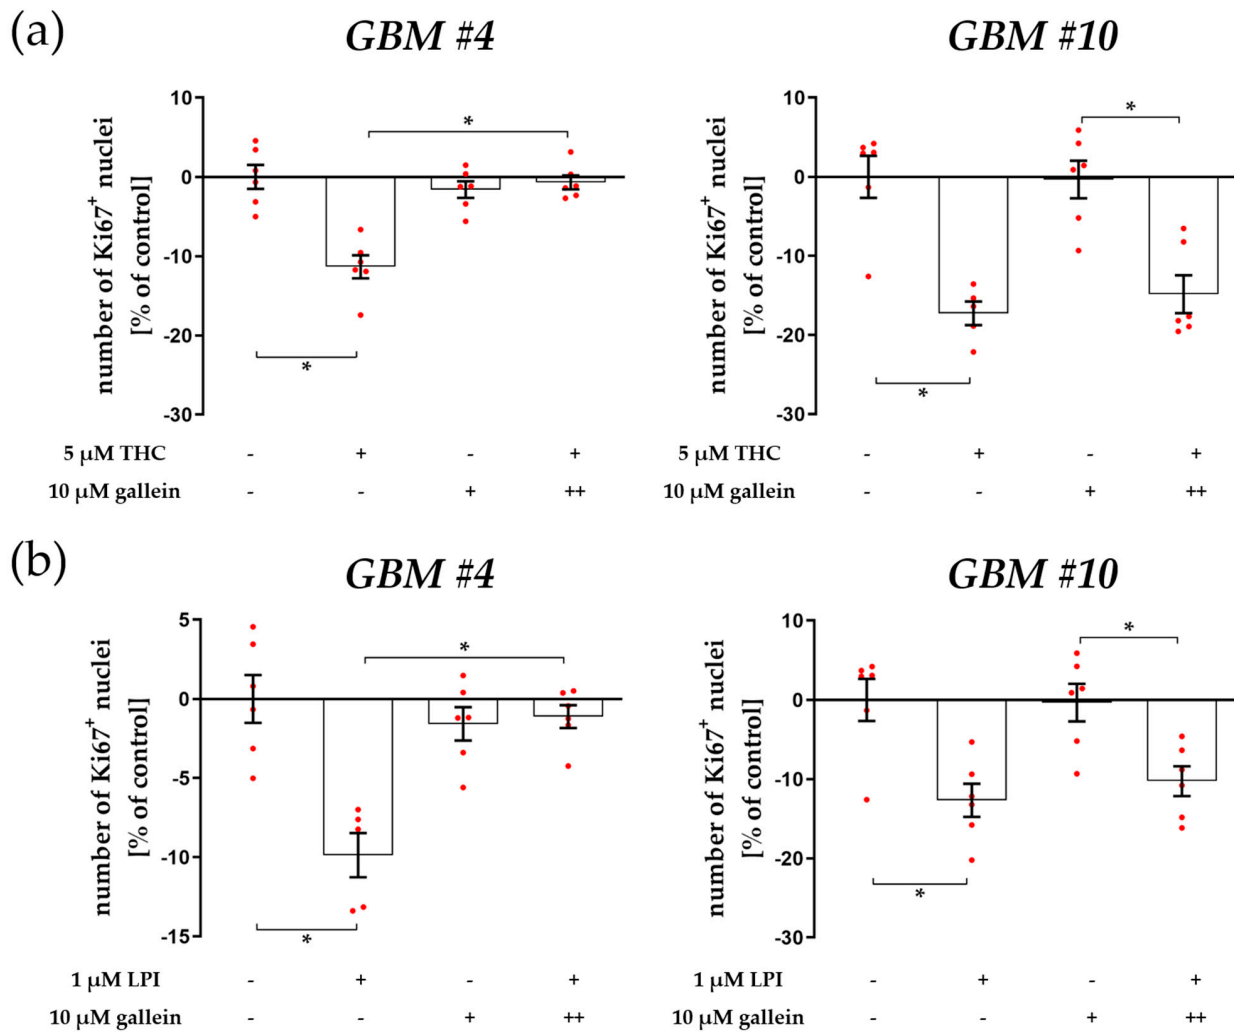 (a)
GBM #4
GBM #10
number of Ki67+ nuclei
[% of control]
10
0
-10
-20
-30
*
*
number of Ki67+ nuclei
[% of control]
10
0
-10
-20
-30
*
*
5 μM THC - + - +
10 μM gallein - - + ++
5 μM THC - + - +
10 μM gallein - - + ++
(b)
GBM #4
GBM #10
number of Ki67+ nuclei
[% of control]
5
0
-5
-10
-15
*
*
number of Ki67+ nuclei
[% of control]
10
0
-10
-20
-30
*
*
1 μM LPI - + - +
10 μM gallein - - + ++
1 μM LPI - + - +
10 μM gallein - - + ++